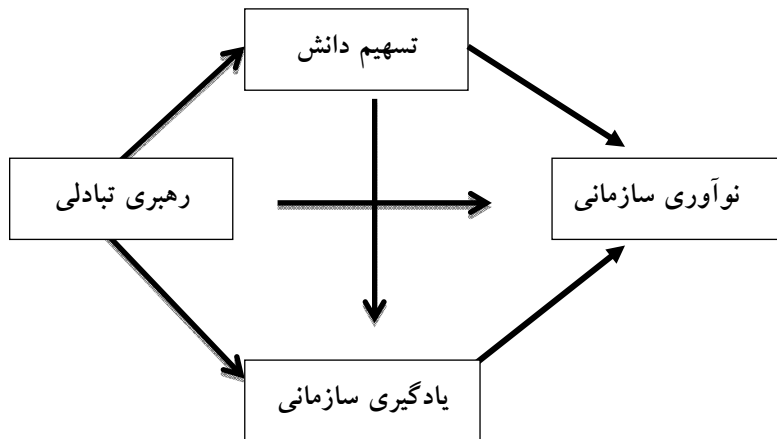 تسهیم دانش
رهبری تبادلی
نوآوری سازمانی
یادگیری سازمانی